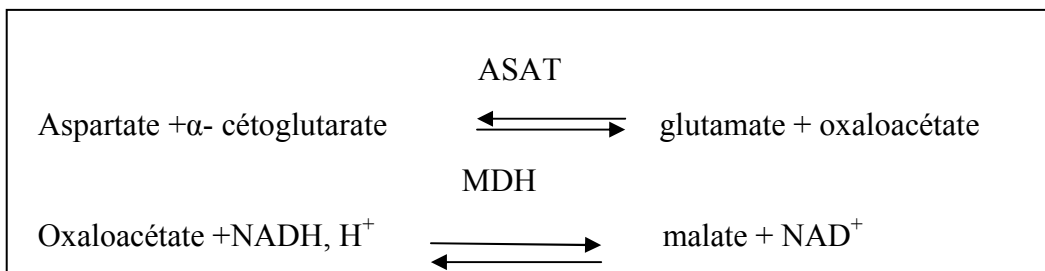 ASAT
Aspartate +α- cétoglutarate glutamate + oxaloacétate
MDH
Oxaloacétate +NADH, H⁺ malate + NAD⁺